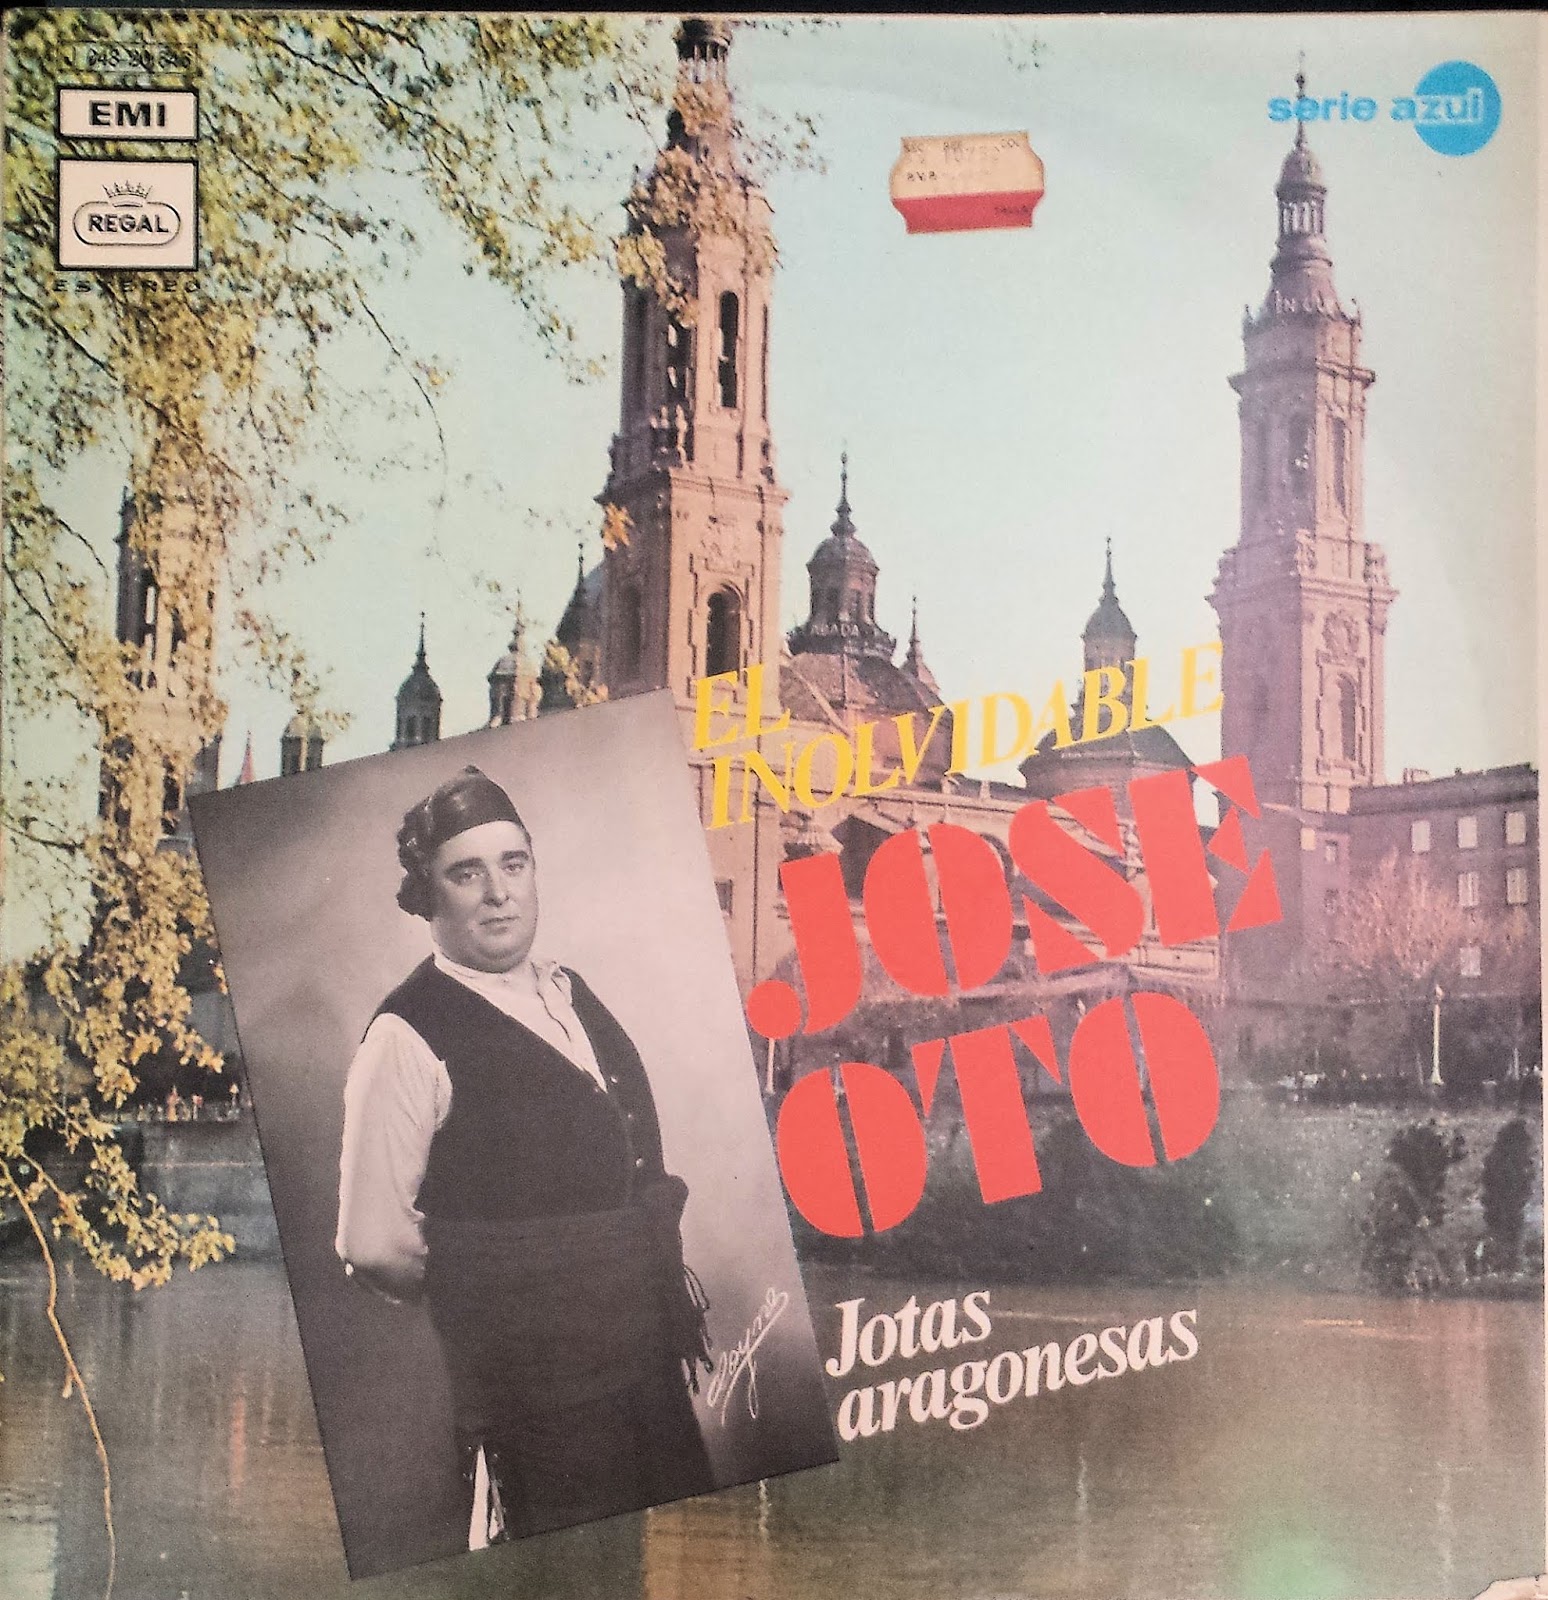 EMI
REGAL
ESTEREO
serie azul
EL
INOLVIDABLE
JOSE
OTO
Jotas
aragonesas